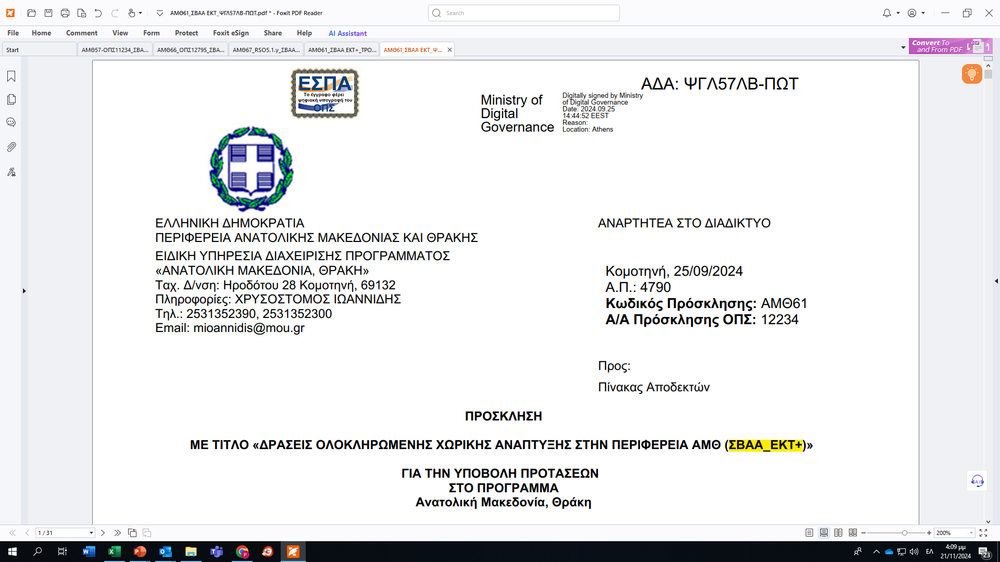 ΑΜΘ61_ΣΒΑΑ ΕΚΤ_ΨΓΛ57ΛΒ-ΠΩΤ.pdf * - Foxit PDF Reader
Search
File Home Comment View Form Protect Foxit eSign Share Help AI Assistant
Start
ΑΜΘ57-ΟΠΣ11234_ΣΒΑ...
ΑΜΘ66_ΟΠΣ12795_ΣΒΑ...
ΑΜΘ67_RSO5.1.γ_ΣΒΑΑ...
ΑΜΘ61_ΣΒΑΑ ΕΚΤ+_ΤΡΟ...
ΑΜΘ61_ΣΒΑΑ ΕΚΤ_Ψ...
Convert To
and From PDF
PDF
ΕΣΠΑ
Το έγγραφο φέρει
ψηφιακή υπογραφή του
ΟΠΣ
ΑΔΑ: ΨΓΛ57ΛΒ-ΠΩΤ
Ministry of
Digital
Governance
Digitally signed by Ministry
of Digital Governance
Date: 2024.09.25
14:44:52 EEST
Reason:
Location: Athens
ΕΛΛΗΝΙΚΗ ΔΗΜΟΚΡΑΤΙΑ
ΠΕΡΙΦΕΡΕΙΑ ΑΝΑΤΟΛΙΚΗΣ ΜΑΚΕΔΟΝΙΑΣ ΚΑΙ ΘΡΑΚΗΣ
ΕΙΔΙΚΗ ΥΠΗΡΕΣΙΑ ΔΙΑΧΕΙΡΙΣΗΣ ΠΡΟΓΡΑΜΜΑΤΟΣ
«ΑΝΑΤΟΛΙΚΗ ΜΑΚΕΔΟΝΙΑ, ΘΡΑΚΗ»
Ταχ. Δ/νση: Ηροδότου 28 Κομοτηνή, 69132
Πληροφορίες: ΧΡΥΣΟΣΤΟΜΟΣ ΙΩΑΝΝΙΔΗΣ
Τηλ.: 2531352390, 2531352300
Email: mioannidis@mou.gr
ΑΝΑΡΤΗΤΕΑ ΣΤΟ ΔΙΑΔΙΚΤΥΟ
Κομοτηνή, 25/09/2024
Α.Π.: 4790
Κωδικός Πρόσκλησης: ΑΜΘ61
Α/Α Πρόσκλησης ΟΠΣ: 12234
Προς:
Πίνακας Αποδεκτών
ΠΡΟΣΚΛΗΣΗ
ΜΕ ΤΙΤΛΟ «ΔΡΑΣΕΙΣ ΟΛΟΚΛΗΡΩΜΕΝΗΣ ΧΩΡΙΚΗΣ ΑΝΑΠΤΥΞΗΣ ΣΤΗΝ ΠΕΡΙΦΕΡΕΙΑ ΑΜΘ (ΣΒΑΑ_ΕΚΤ+)»
ΓΙΑ ΤΗΝ ΥΠΟΒΟΛΗ ΠΡΟΤΑΣΕΩΝ
ΣΤΟ ΠΡΟΓΡΑΜΜΑ
Ανατολική Μακεδονία, Θράκη
AI
1 / 31
200%
ΕΛ
4:09 μμ
21/11/2024
23